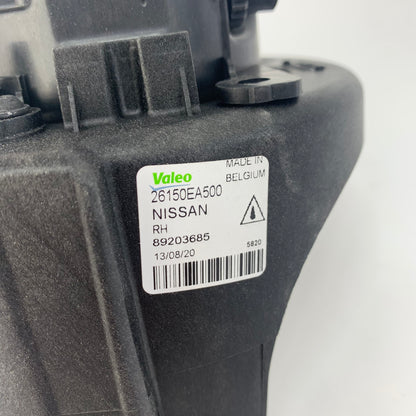 Valeo
MADE IN
BELGIUM
26150EA500
NISSAN
RH
89203685
13/08/20
5820